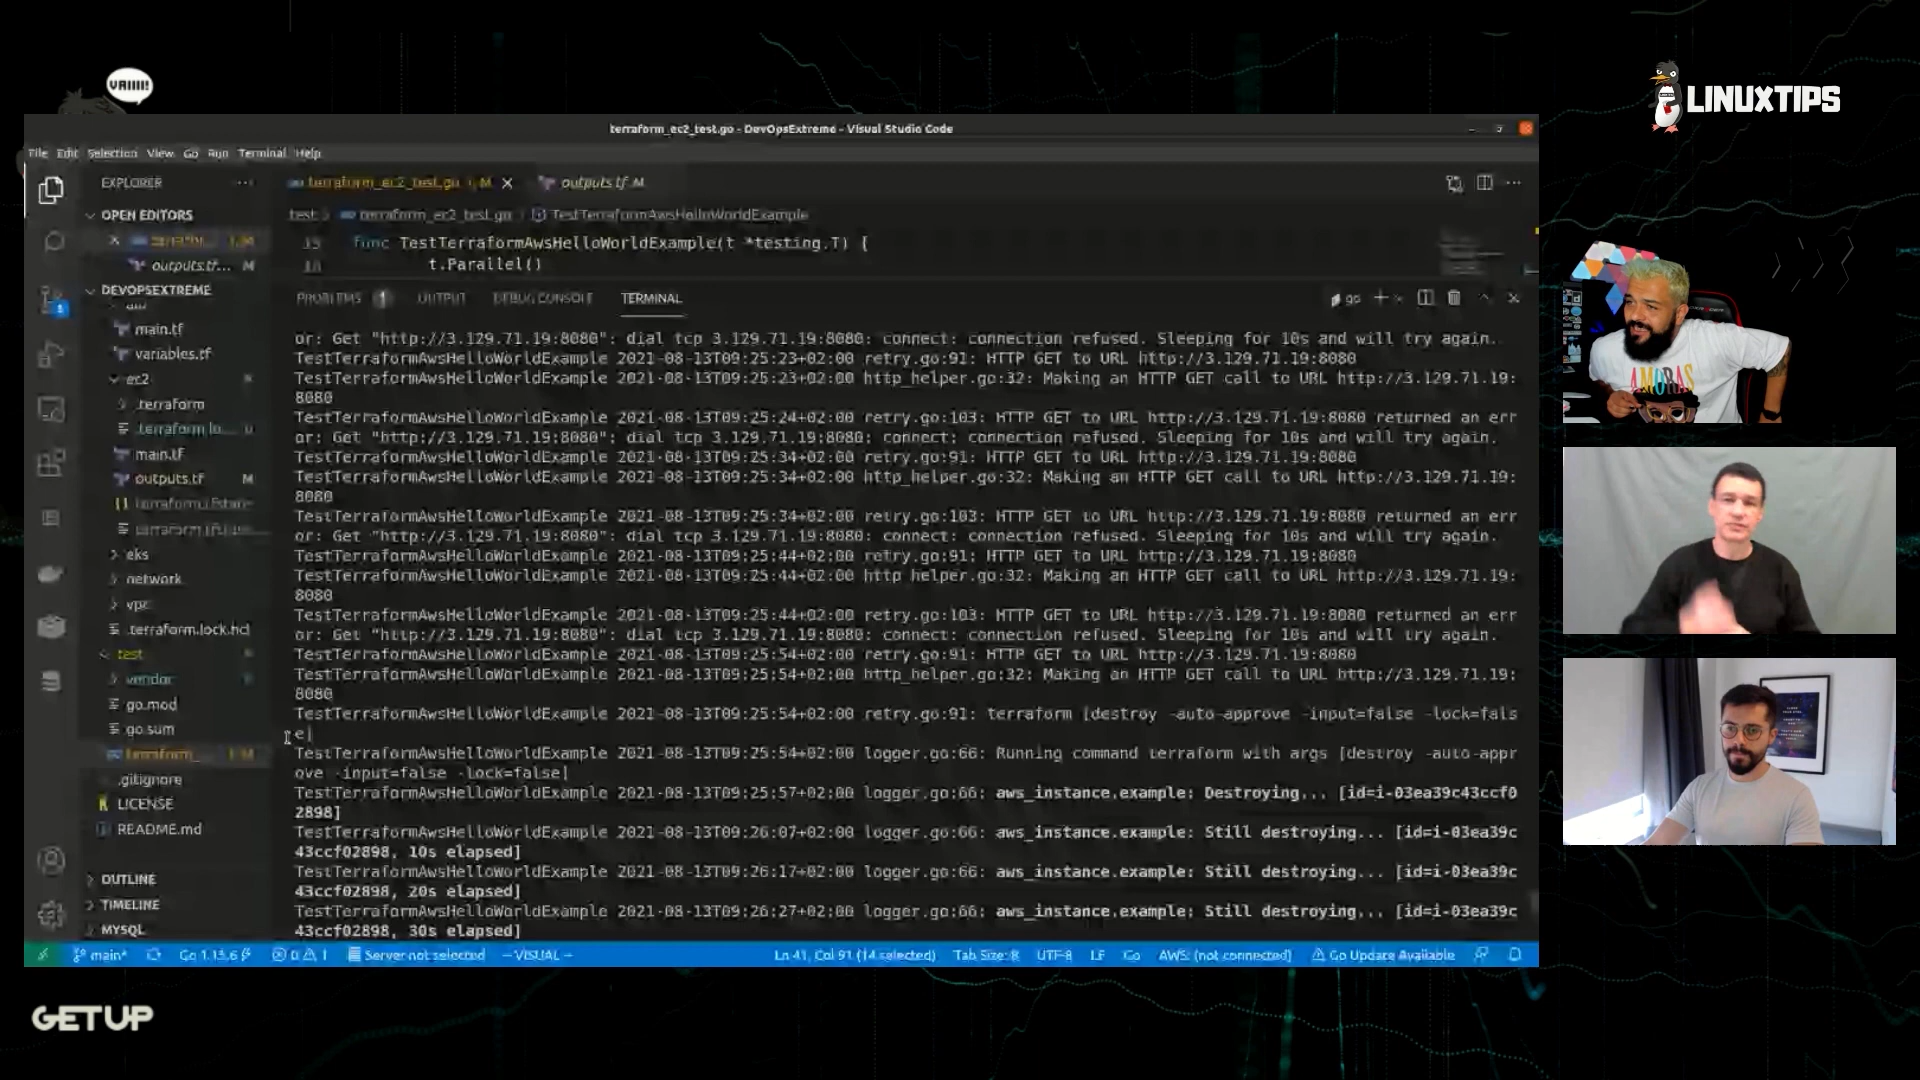 VAIIII!
LINUXTIPS
terraform_ec2_test.go - DevOpsExtreme - Visual Studio Code
File Edit Selection View Go Run Terminal Help
EXPLORER
terraform_ec2_test.go 1, M
outputs.tf M
OPEN EDITORS
test > terraform_ec2_test.go > TestTerraformAwsHelloWorldExample
1, M
15 func TestTerraformAwsHelloWorldExample(t *testing.T) {
outputs.tf... M
16 t.Parallel()
DEVOPSEXTREME
PROBLEMS 1 OUTPUT DEBUG CONSOLE TERMINAL
go
main.tf
variables.tf
ec2
.terraform
.terraform.lo... U
main.tf
outputs.tf M
terraform.tfstate
terraform.tfstate...
eks
network
vpc
.terraform.lock.hcl
test
vendor
go.mod
go.sum
terraform_... 1, M
.gitignore
LICENSE
README.md
OUTLINE
TIMELINE
MYSQL
or: Get "http://3.129.71.19:8080": dial tcp 3.129.71.19:8080: connect: connection refused. Sleeping for 10s and will try again.
TestTerraformAwsHelloWorldExample 2021-08-13T09:25:23+02:00 retry.go:91: HTTP GET to URL http://3.129.71.19:8080
TestTerraformAwsHelloWorldExample 2021-08-13T09:25:23+02:00 http_helper.go:32: Making an HTTP GET call to URL http://3.129.71.19:
8080
TestTerraformAwsHelloWorldExample 2021-08-13T09:25:24+02:00 retry.go:103: HTTP GET to URL http://3.129.71.19:8080 returned an err
or: Get "http://3.129.71.19:8080": dial tcp 3.129.71.19:8080: connect: connection refused. Sleeping for 10s and will try again.
TestTerraformAwsHelloWorldExample 2021-08-13T09:25:34+02:00 retry.go:91: HTTP GET to URL http://3.129.71.19:8080
TestTerraformAwsHelloWorldExample 2021-08-13T09:25:34+02:00 http_helper.go:32: Making an HTTP GET call to URL http://3.129.71.19:
8080
TestTerraformAwsHelloWorldExample 2021-08-13T09:25:34+02:00 retry.go:103: HTTP GET to URL http://3.129.71.19:8080 returned an err
or: Get "http://3.129.71.19:8080": dial tcp 3.129.71.19:8080: connect: connection refused. Sleeping for 10s and will try again.
TestTerraformAwsHelloWorldExample 2021-08-13T09:25:44+02:00 retry.go:91: HTTP GET to URL http://3.129.71.19:8080
TestTerraformAwsHelloWorldExample 2021-08-13T09:25:44+02:00 http_helper.go:32: Making an HTTP GET call to URL http://3.129.71.19:
8080
TestTerraformAwsHelloWorldExample 2021-08-13T09:25:44+02:00 retry.go:103: HTTP GET to URL http://3.129.71.19:8080 returned an err
or: Get "http://3.129.71.19:8080": dial tcp 3.129.71.19:8080: connect: connection refused. Sleeping for 10s and will try again.
TestTerraformAwsHelloWorldExample 2021-08-13T09:25:54+02:00 retry.go:91: HTTP GET to URL http://3.129.71.19:8080
TestTerraformAwsHelloWorldExample 2021-08-13T09:25:54+02:00 http_helper.go:32: Making an HTTP GET call to URL http://3.129.71.19:
8080
TestTerraformAwsHelloWorldExample 2021-08-13T09:25:54+02:00 retry.go:91: terraform [destroy -auto-approve -input=false -lock=fals
e]
TestTerraformAwsHelloWorldExample 2021-08-13T09:25:54+02:00 logger.go:66: Running command terraform with args [destroy -auto-appr
ove -input=false -lock=false]
TestTerraformAwsHelloWorldExample 2021-08-13T09:25:57+02:00 logger.go:66: aws_instance.example: Destroying... [id=i-03ea39c43ccf0
2898]
TestTerraformAwsHelloWorldExample 2021-08-13T09:26:07+02:00 logger.go:66: aws_instance.example: Still destroying... [id=i-03ea39c
43ccf02898, 10s elapsed]
TestTerraformAwsHelloWorldExample 2021-08-13T09:26:17+02:00 logger.go:66: aws_instance.example: Still destroying... [id=i-03ea39c
43ccf02898, 20s elapsed]
TestTerraformAwsHelloWorldExample 2021-08-13T09:26:27+02:00 logger.go:66: aws_instance.example: Still destroying... [id=i-03ea39c
43ccf02898, 30s elapsed]
main* Go 1.13.6 0 1 Server not selected -- VISUAL -- Ln 41, Col 91 (14 selected) Tab Size: 8 UTF-8 LF Go AWS: (not connected) Go Update Available
AMORAS
GETUP